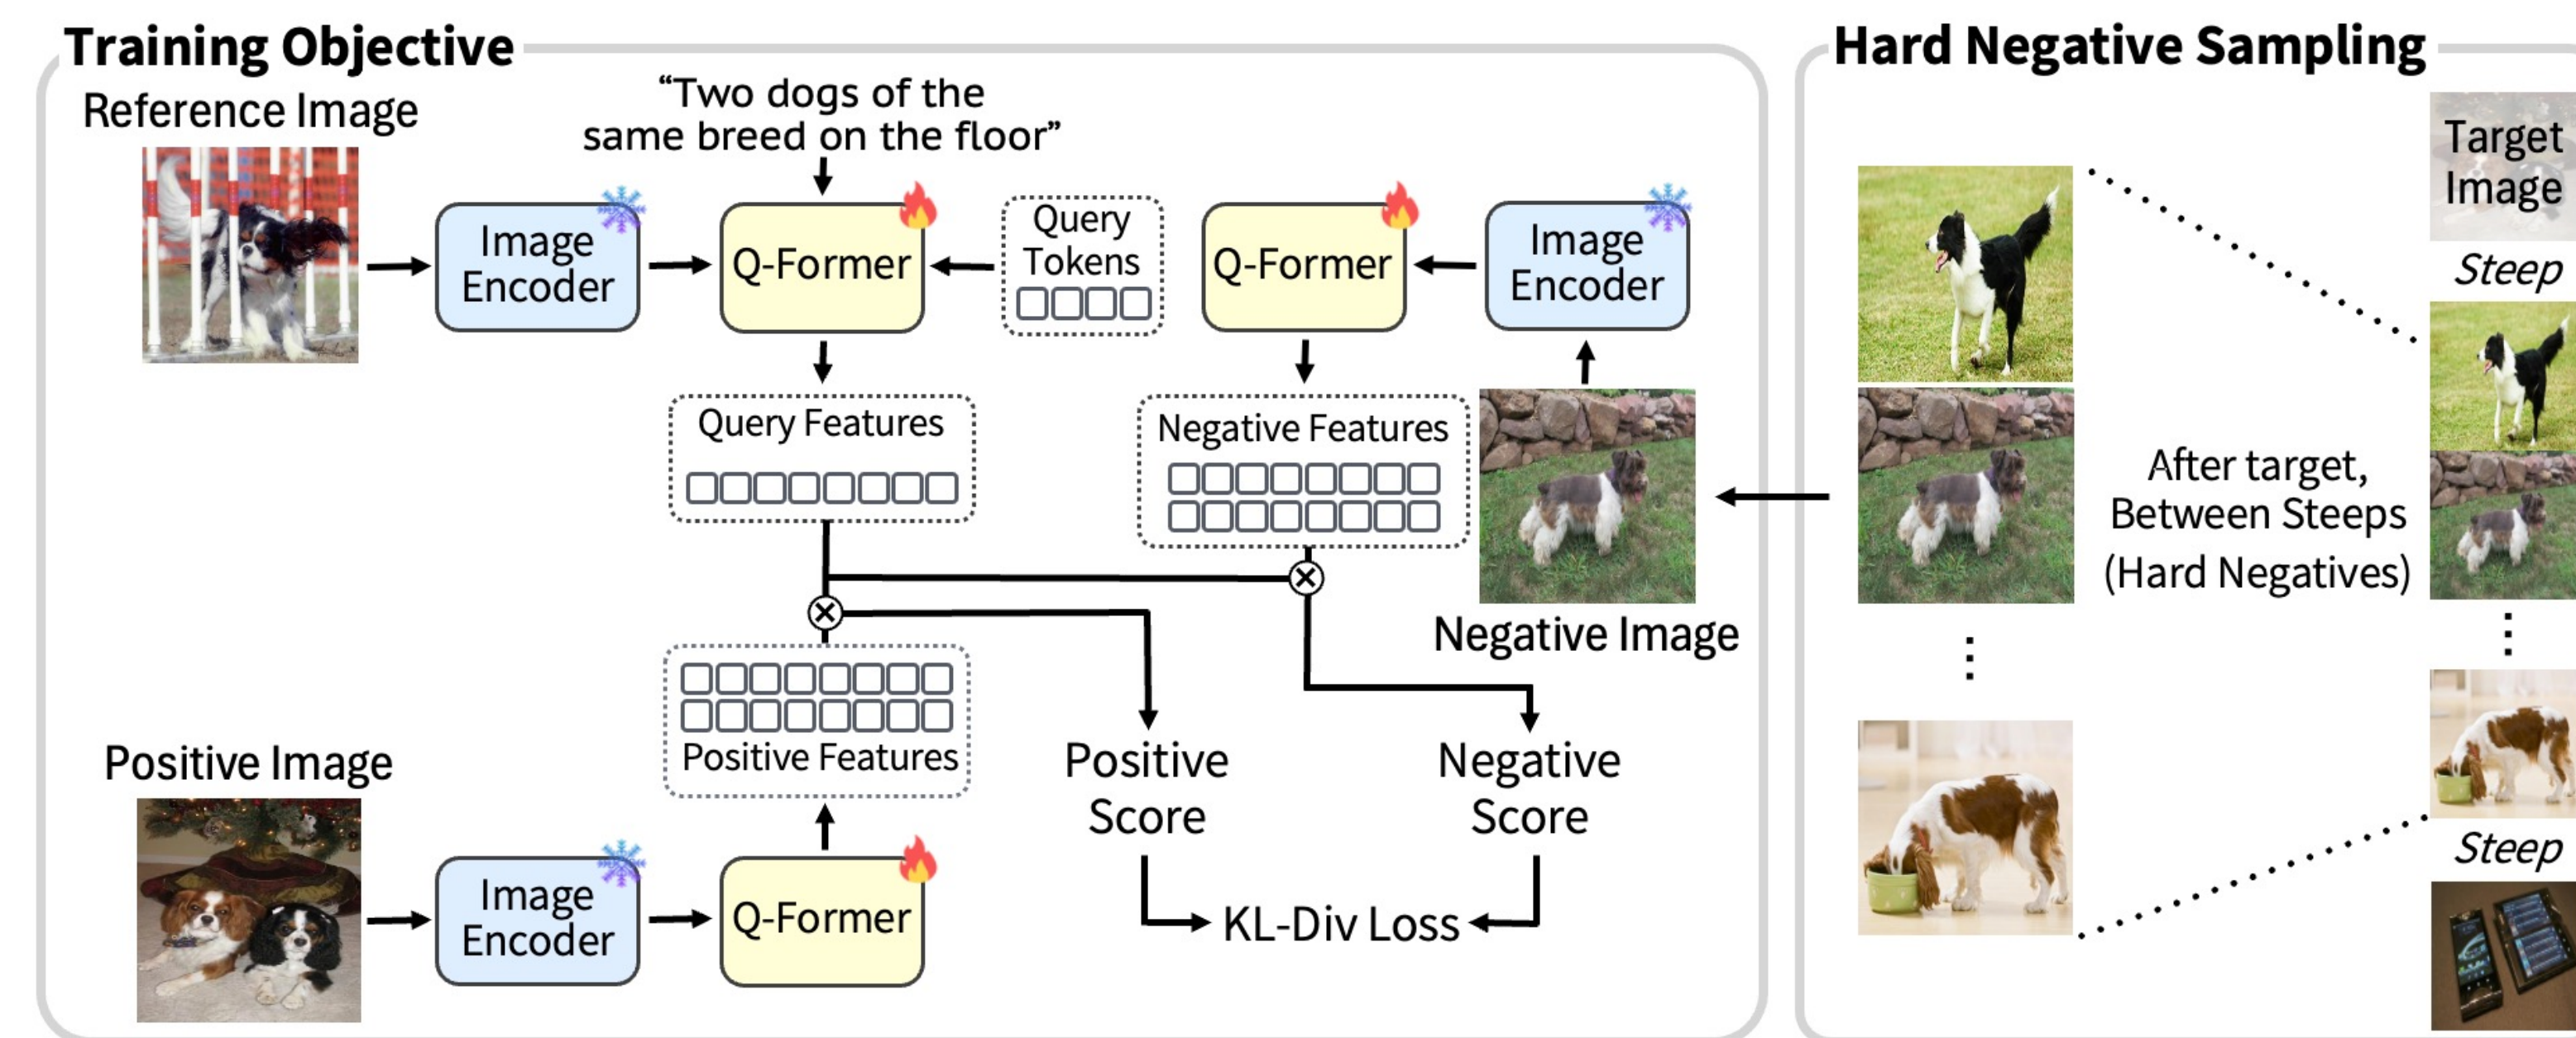 Training Objective
Reference Image
“Two dogs of the
same breed on the floor”
Image
Encoder
Q-Former
Query
Tokens
Q-Former
Image
Encoder
Query Features
Negative Features
Negative Image
Positive Features
Positive Image
Image
Encoder
Q-Former
Positive
Score
Negative
Score
KL-Div Loss
Hard Negative Sampling
Target
Image
Steep
After target,
Between Steeps
(Hard Negatives)
Steep